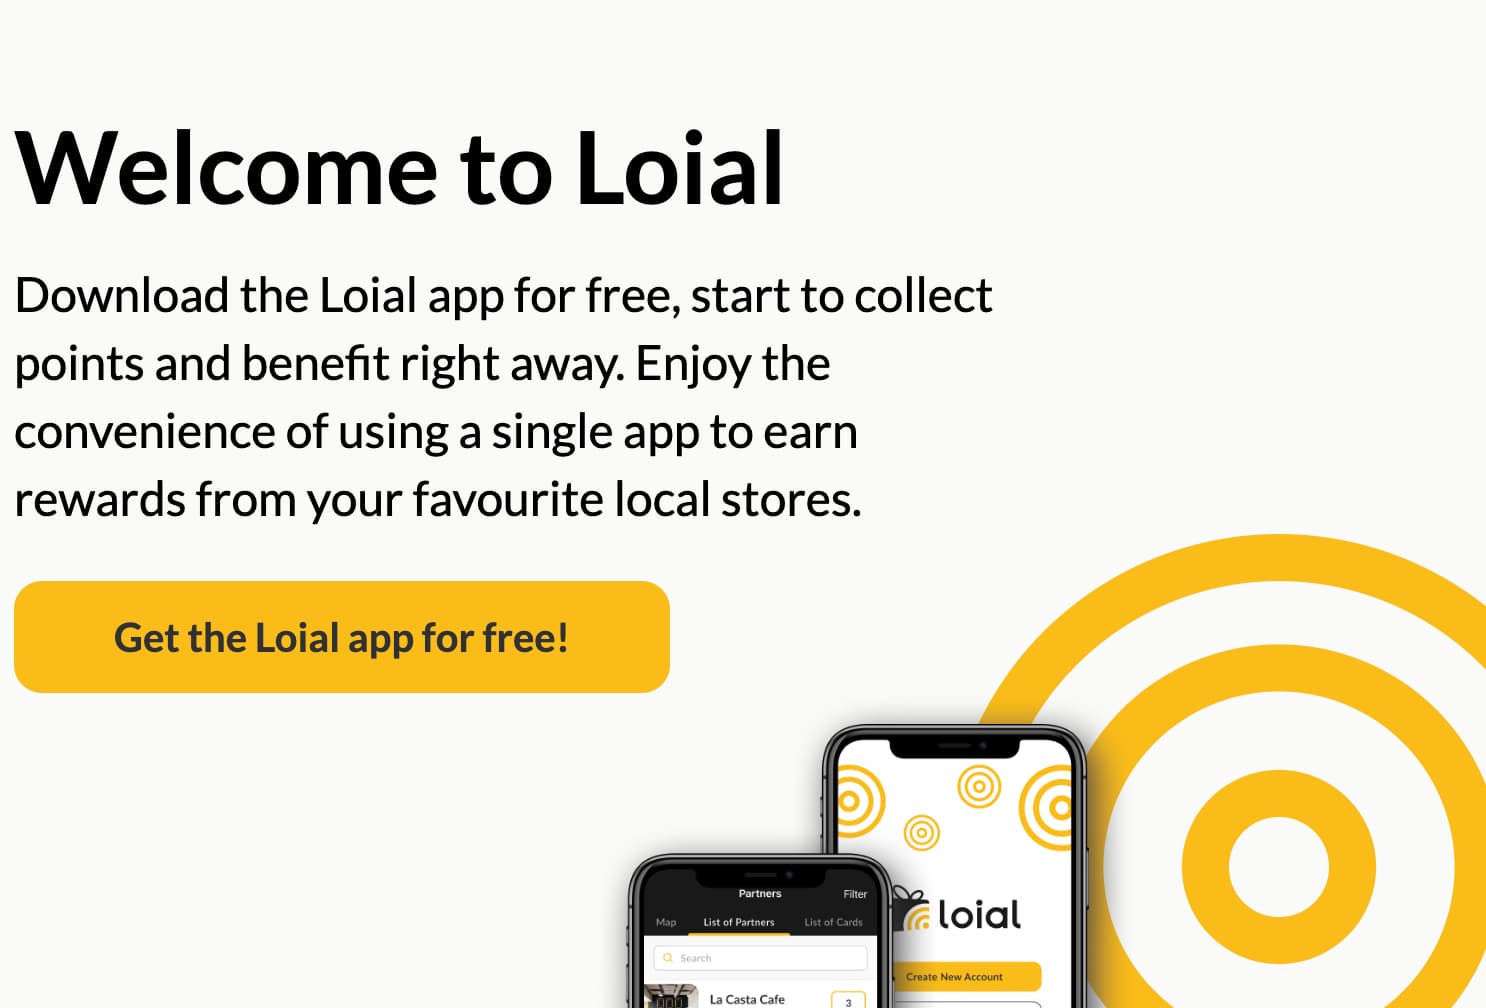 Welcome to Loial
Download the Loial app for free, start to collect
points and benefit right away. Enjoy the
convenience of using a single app to earn
rewards from your favourite local stores.
Get the Loial app for free!
loial
Create New Account
Partners
Filter
Map
List of Partners
List of Cards
Search
La Casta Cafe
3